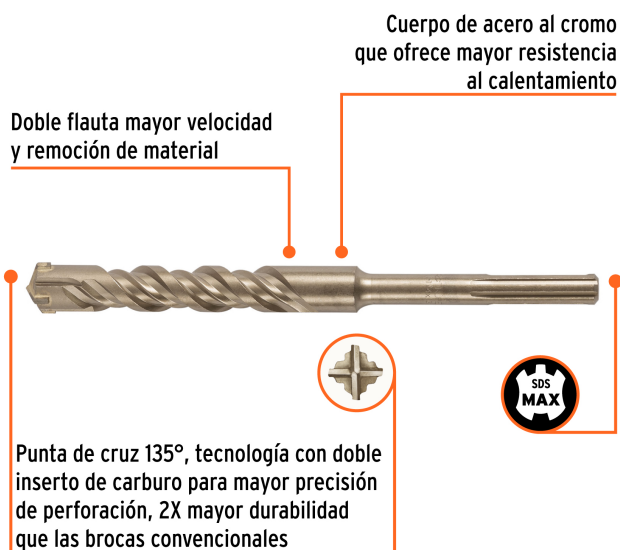 Cuerpo de acero al cromo
que ofrece mayor resistencia
al calentamiento
Doble flauta mayor velocidad
y remoción de material
SDS
MAX
Punta de cruz 135°, tecnología con doble
inserto de carburo para mayor precisión
de perforación, 2X mayor durabilidad
que las brocas convencionales